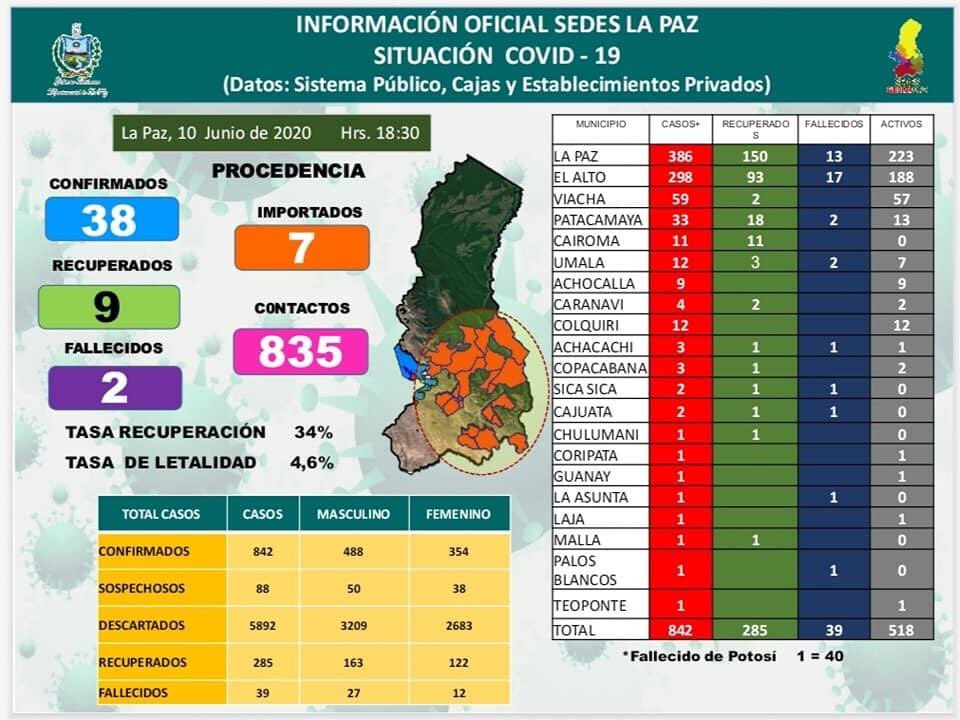 INFORMACIÓN OFICIAL SEDES LA PAZ
SITUACIÓN COVID - 19
(Datos: Sistema Público, Cajas y Establecimientos Privados)
La Paz, 10 Junio de 2020 Hrs. 18:30
PROCEDENCIA
CONFIRMADOS
38
IMPORTADOS
7
RECUPERADOS
9
CONTACTOS
835
FALLECIDOS
2
TASA RECUPERACIÓN 34%
TASA DE LETALIDAD 4,6%
TOTAL CASOS CASOS MASCULINO FEMENINO
CONFIRMADOS 842 488 354
SOSPECHOSOS 88 50 38
DESCARTADOS 5892 3209 2683
RECUPERADOS 285 163 122
FALLECIDOS 39 27 12
MUNICIPIO CASOS+ RECUPERADO FALLECIDOS ACTIVOS
S
LA PAZ 386 150 13 223
EL ALTO 298 93 17 188
VIACHA 59 2 57
PATACAMAYA 33 18 2 13
CAIROMA 11 11 0
UMALA 12 3 2 7
ACHOCALLA 9 9
CARANAVI 4 2 2
COLQUIRI 12 12
ACHACACHI 3 1 1 1
COPACABANA 3 1 2
SICA SICA 2 1 1 0
CAJUATA 2 1 1 0
CHULUMANI 1 1 0
CORIPATA 1 1
GUANAY 1 1
LA ASUNTA 1 1 0
LAJA 1 1
MALLA 1 1 0
PALOS
BLANCOS 1 1 0
TEOPONTE 1 1
TOTAL 842 285 39 518
*Fallecido de Potosí 1 = 40